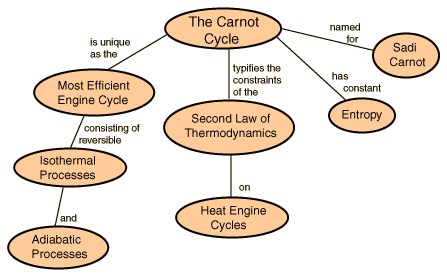 The Carnot
Cycle
named
for
Sadi
Carnot
is unique
as the
typifies the
constraints
of the
has
constant
Most Efficient
Engine Cycle
Second Law of
Thermodynamics
Entropy
consisting of
reversible
Isothermal
Processes
on
and
Heat Engine
Cycles
Adiabatic
Processes